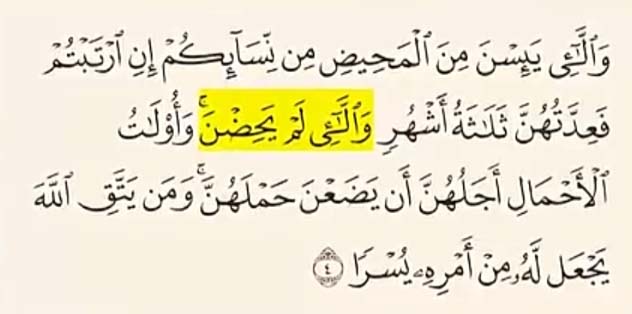 وَٱلَّٰٓـِٔى يَئِسْنَ مِنَ ٱلْمَحِيضِ مِن نِّسَآئِكُمْ إِنِ ٱرْتَبْتُمْ
فَعِدَّتُهُنَّ ثَلَٰثَةُ أَشْهُرٍ وَٱلَّٰٓـِٔى لَمْ يَحِضْنَ ۚ وَأُو۟لَٰتُ
ٱلْأَحْمَالِ أَجَلُهُنَّ أَن يَضَعْنَ حَمْلَهُنَّ ۚ وَمَن يَتَّقِ ٱللَّهَ
يَجْعَل لَّهُۥ مِنْ أَمْرِهِۦ يُسْرًا ٤